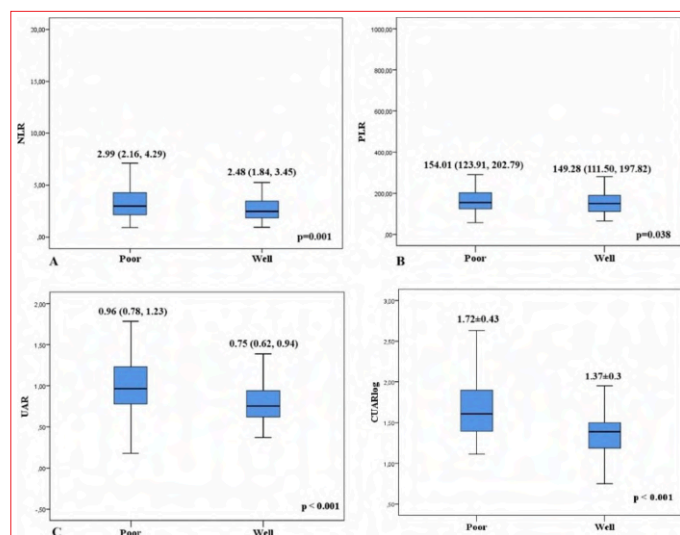 20,00
15,00
10,00
5,00
,00
NLR
2.99 (2.16, 4.29)
2.48 (1.84, 3.45)
p=0.001
A
Poor
Well
1000,00
800,00
600,00
400,00
200,00
,00
PLR
154.01 (123.91, 202.79)
149.28 (111.50, 197.82)
p=0.038
B
Poor
Well
2,00
1,50
1,00
,50
,00
-,50
UAR
0.96 (0.78, 1.23)
0.75 (0.62, 0.94)
p < 0.001
C
Poor
Well
3,00
2,50
2,00
1,50
1,00
,50
CUARlog
1.72±0.43
1.37±0.3
p < 0.001
Poor
Well